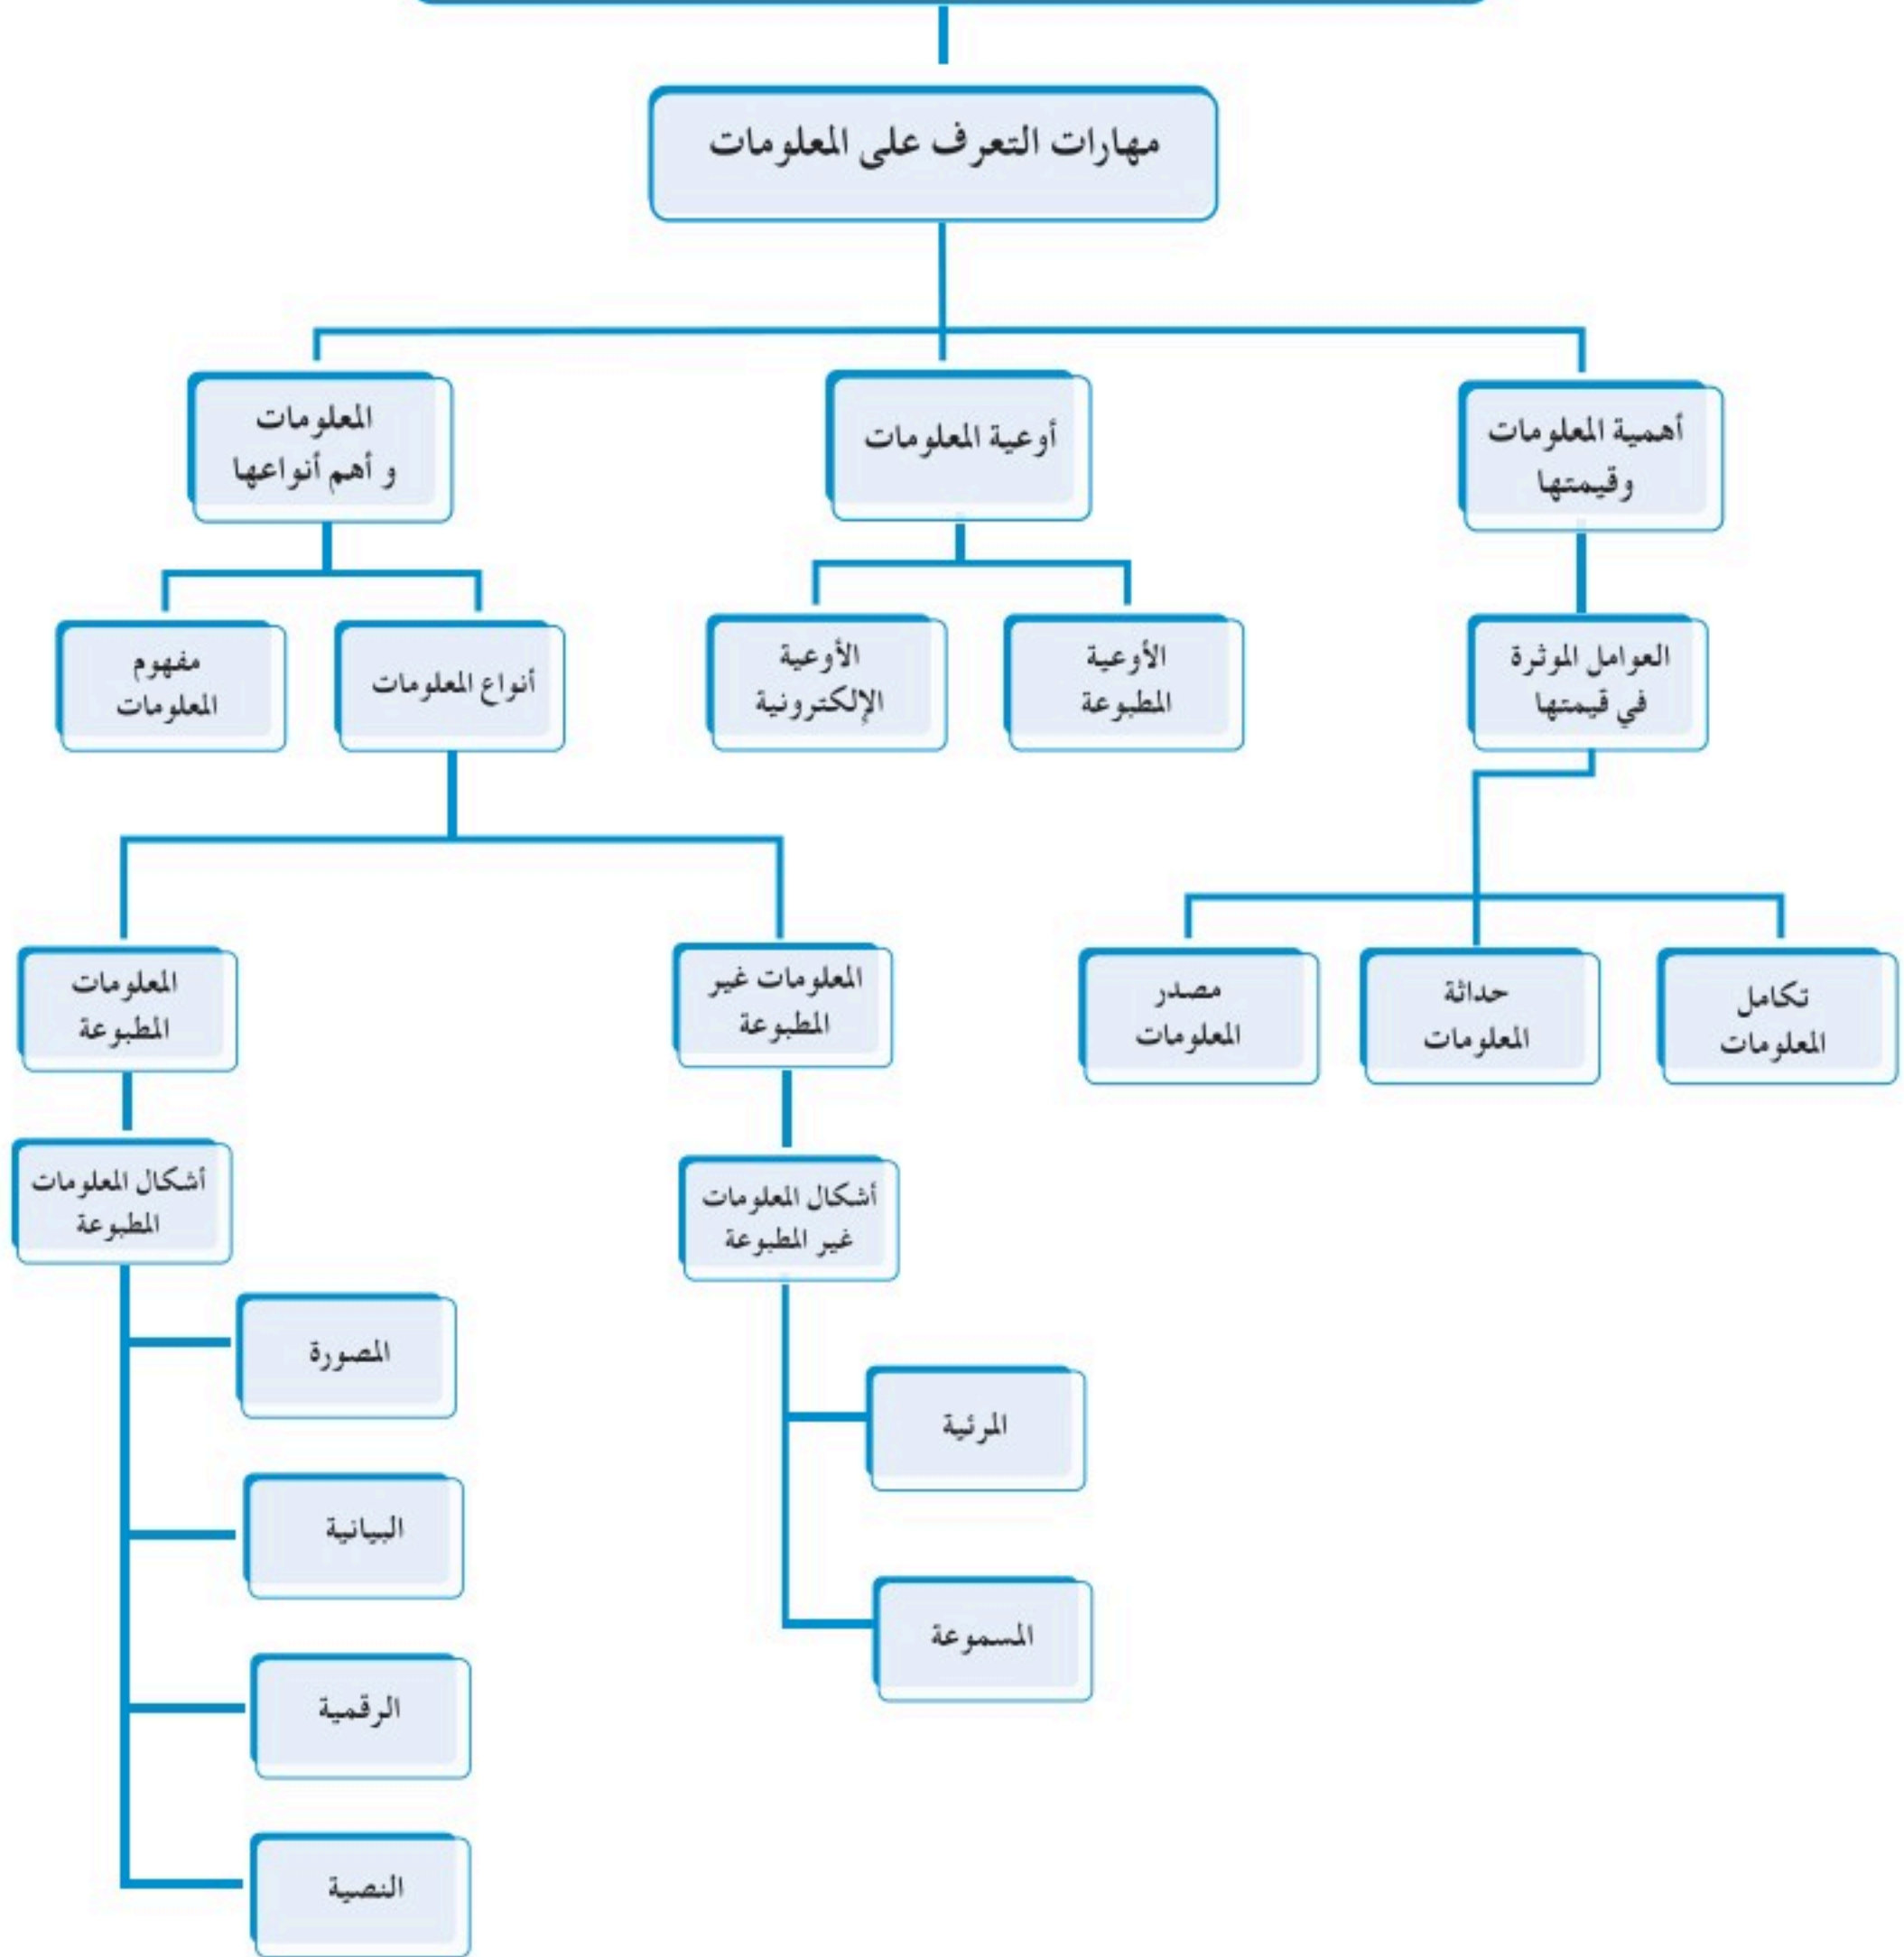 مهارات التعرف على المعلومات
أهمية المعلومات
وقيمتها
أوعية المعلومات
المعلومات
و أهم أنواعها
العوامل الموثرة
في قيمتها
الأوعية
المطبوعة
الأوعية
الإلكترونية
أنواع المعلومات
مفهوم
المعلومات
تكامل
المعلومات
حداثة
المعلومات
مصدر
المعلومات
المعلومات غير
المطبوعة
المعلومات
المطبوعة
أشكال المعلومات
غير المطبوعة
أشكال المعلومات
المطبوعة
المرئية
المسموعة
المصورة
البيانية
الرقمية
النصية